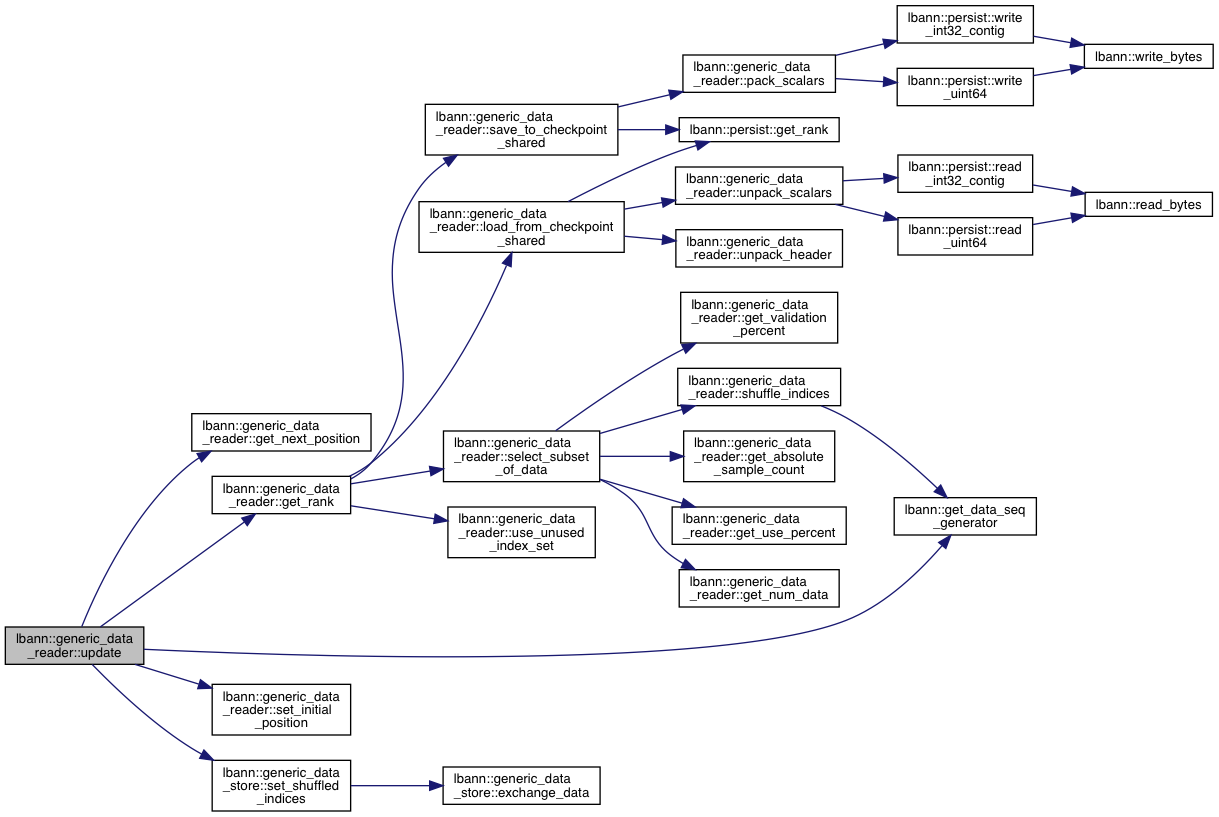 lbann::persist::write
_int32_contig
lbann::write_bytes
lbann::generic_data
_reader::pack_scalars
lbann::persist::write
_uint64
lbann::generic_data
_reader::save_to_checkpoint
_shared
lbann::persist::get_rank
lbann::persist::read
_int32_contig
lbann::generic_data
_reader::unpack_scalars
lbann::read_bytes
lbann::generic_data
_reader::load_from_checkpoint
_shared
lbann::persist::read
_uint64
lbann::generic_data
_reader::unpack_header
lbann::generic_data
_reader::get_validation
_percent
lbann::generic_data
_reader::shuffle_indices
lbann::generic_data
_reader::get_next_position
lbann::generic_data
_reader::select_subset
_of_data
lbann::generic_data
_reader::get_absolute
_sample_count
lbann::generic_data
_reader::get_rank
lbann::get_data_seq
_generator
lbann::generic_data
_reader::use_unused
_index_set
lbann::generic_data
_reader::get_use_percent
lbann::generic_data
_reader::get_num_data
lbann::generic_data
_reader::update
lbann::generic_data
_reader::set_initial
_position
lbann::generic_data
_store::set_shuffled
_indices
lbann::generic_data
_store::exchange_data